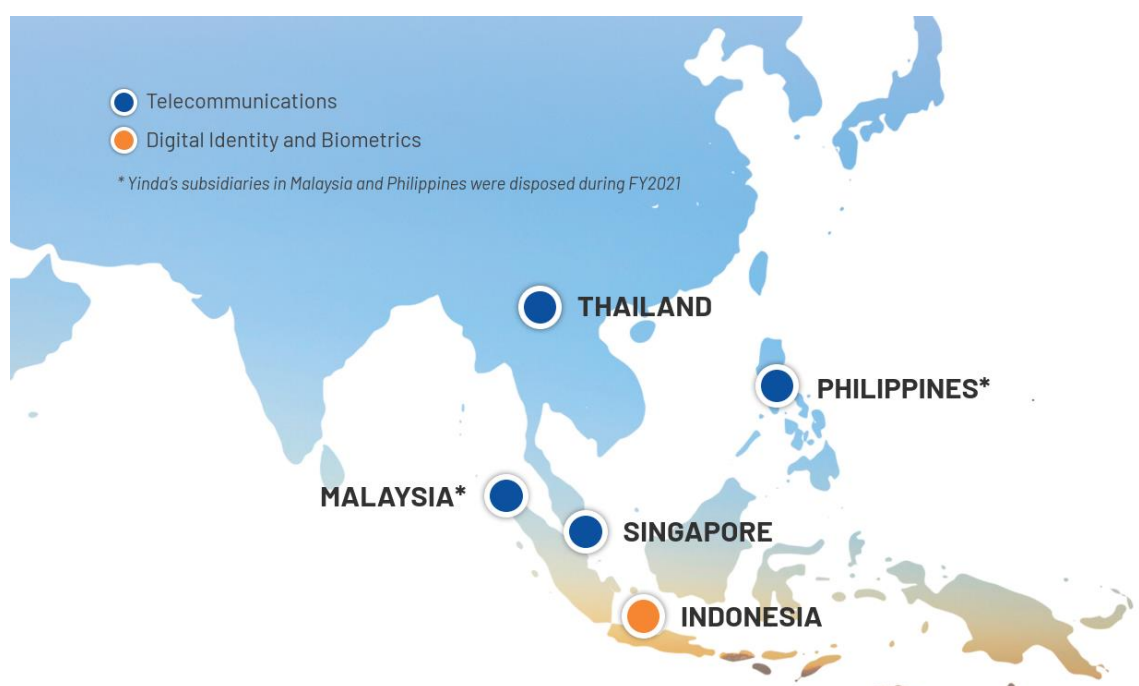 Telecommunications
Digital Identity and Biometrics
* Yinda's subsidiaries in Malaysia and Philippines were disposed during FY2021
THAILAND
PHILIPPINES*
MALAYSIA*
SINGAPORE
INDONESIA